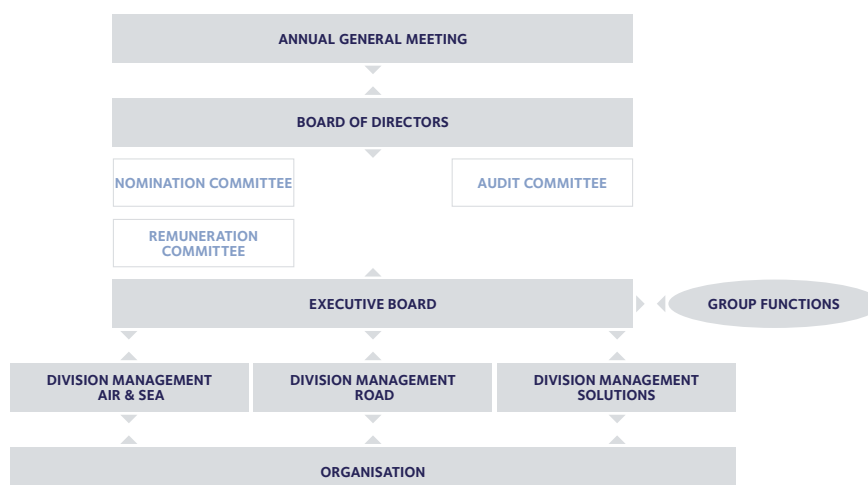 ANNUAL GENERAL MEETING
BOARD OF DIRECTORS
NOMINATION COMMITTEE
AUDIT COMMITTEE
REMUNERATION
COMMITTEE
EXECUTIVE BOARD
GROUP FUNCTIONS
DIVISION MANAGEMENT
AIR & SEA
DIVISION MANAGEMENT
ROAD
DIVISION MANAGEMENT
SOLUTIONS
ORGANISATION